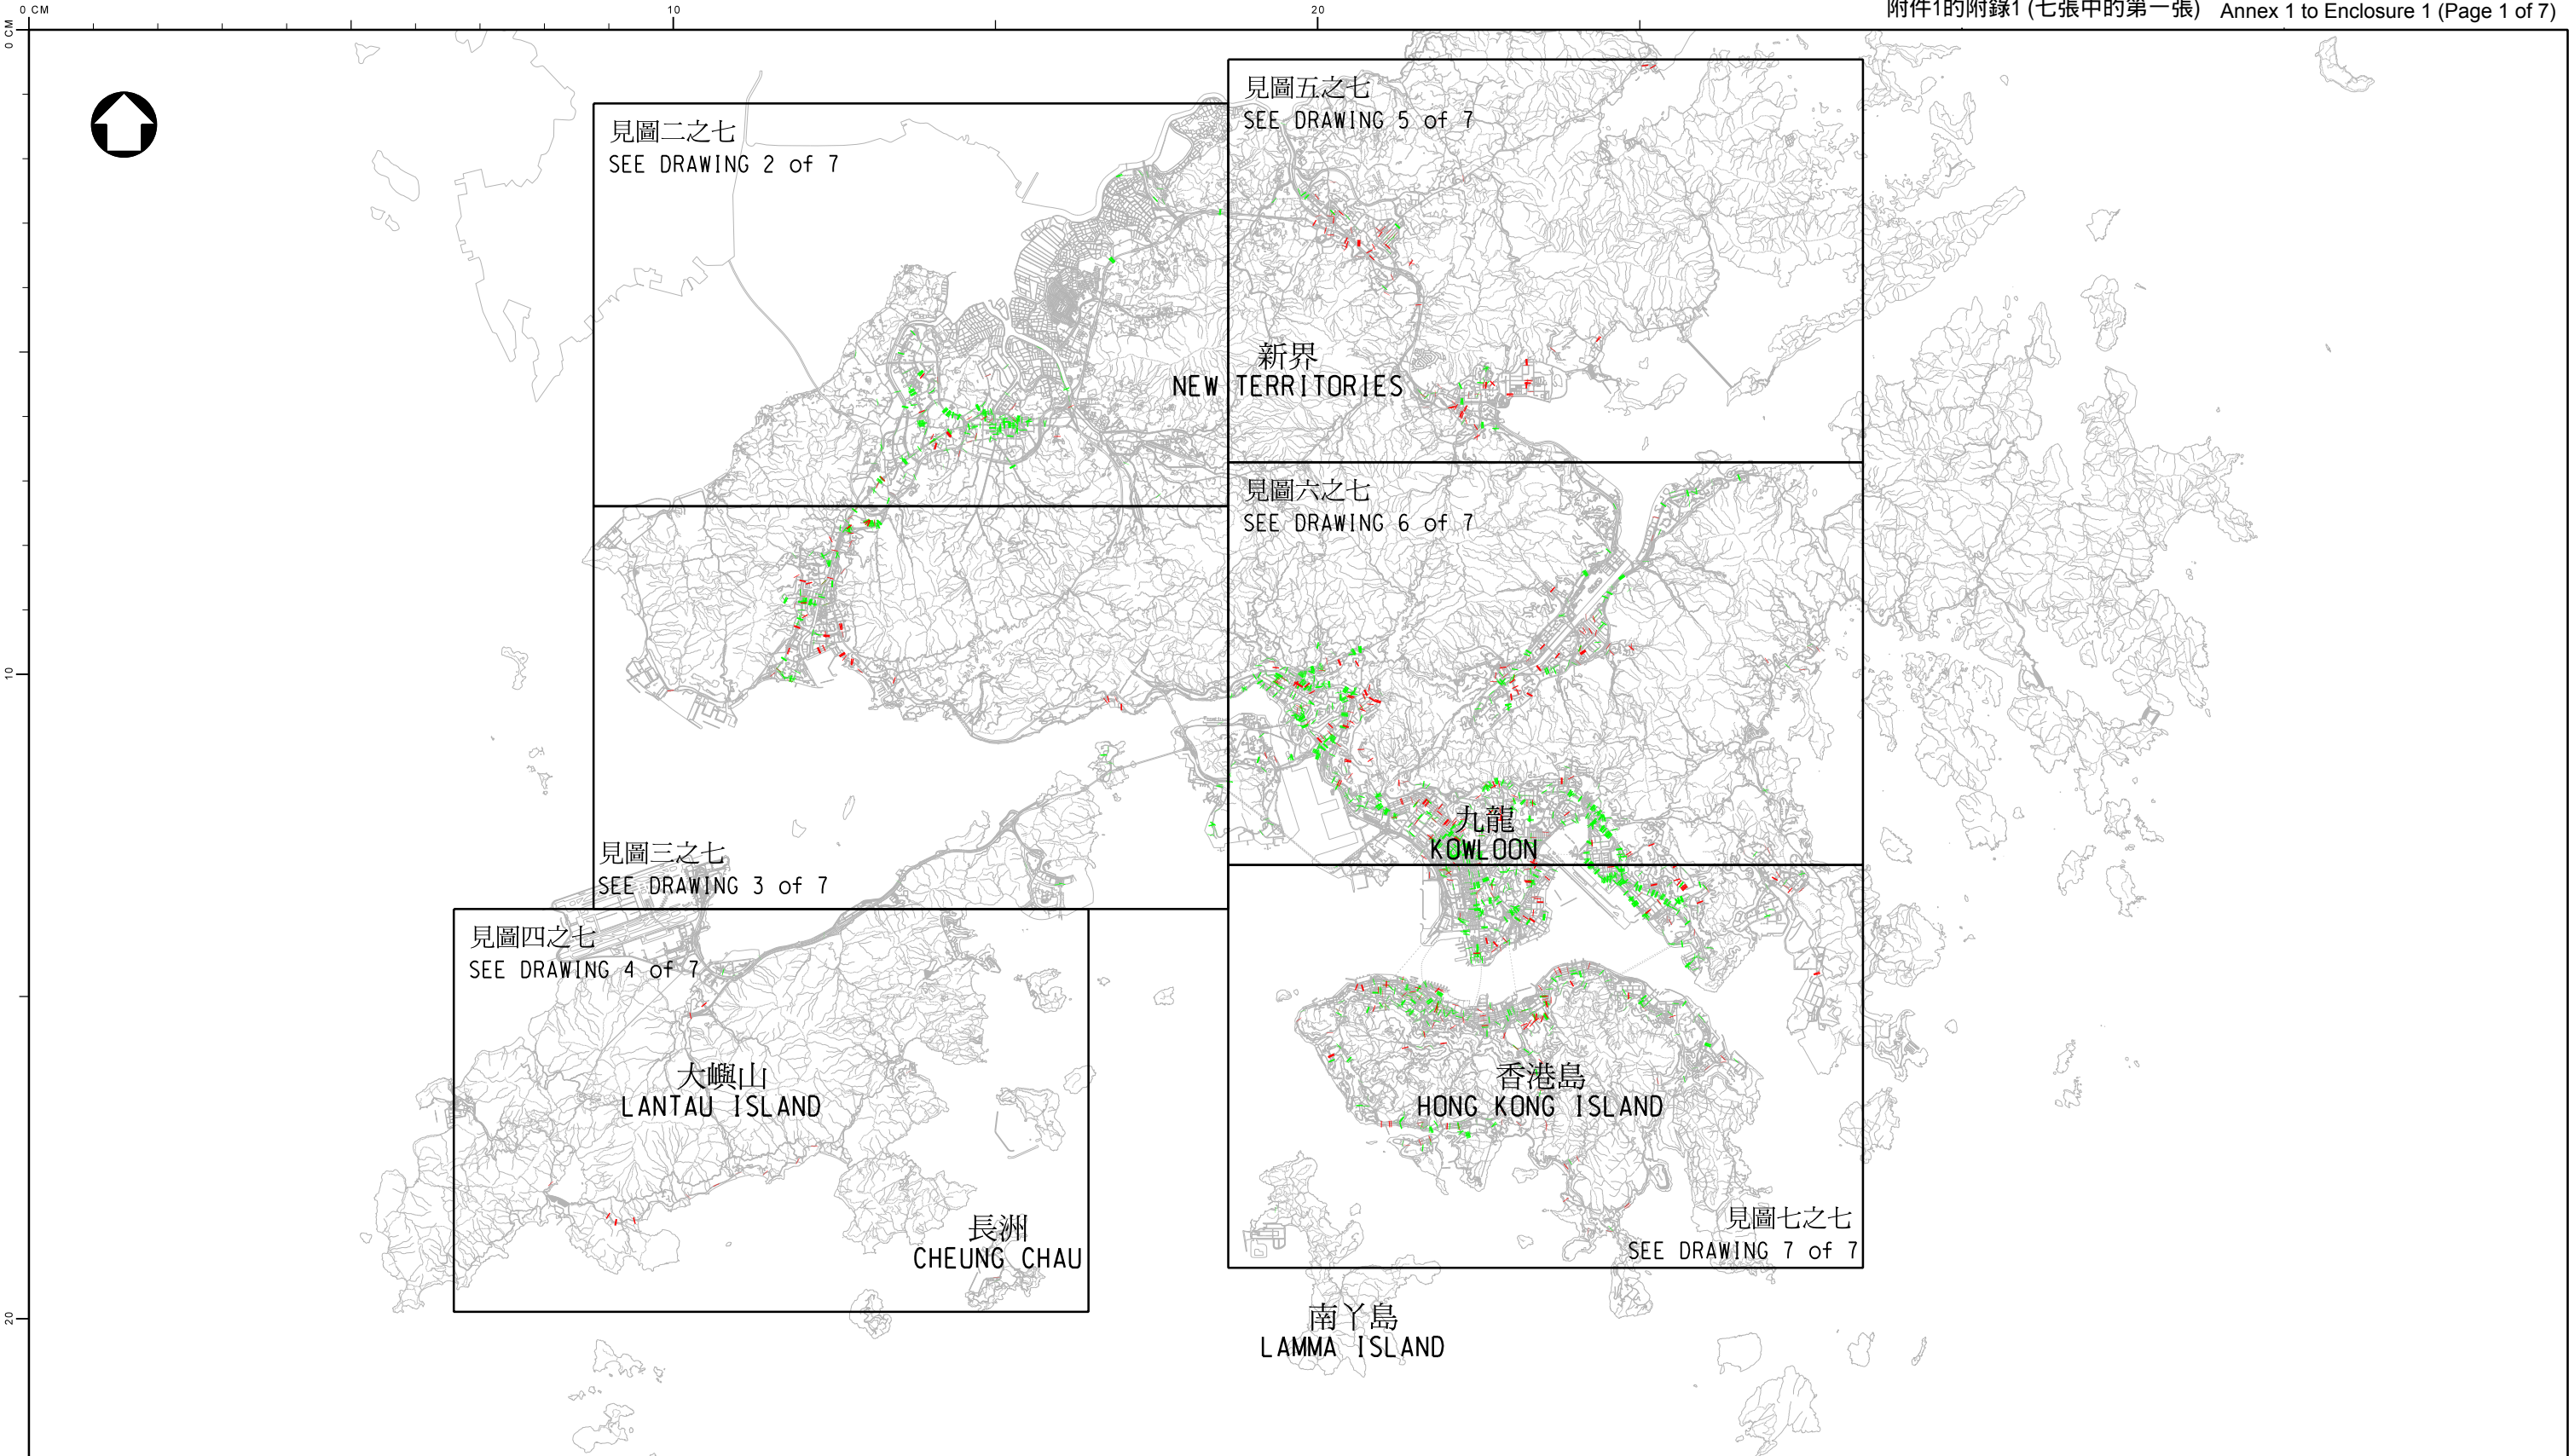 附件1的附錄1 (七張中的第一張) Annex 1 to Enclosure 1 (Page 1 of 7)
0 CM
10
20
0 CM
10
20
見圖五之七
SEE DRAWING 5 of 7
見圖二之七
SEE DRAWING 2 of 7
新界
NEW TERRITORIES
見圖六之七
SEE DRAWING 6 of 7
九龍
KOWLOON
見圖三之七
SEE DRAWING 3 of 7
見圖四之七
SEE DRAWING 4 of 7
大嶼山
LANTAU ISLAND
香港島
HONG KONG ISLAND
長洲
CHEUNG CHAU
見圖七之七
SEE DRAWING 7 of 7
南丫島
LAMMA ISLAND